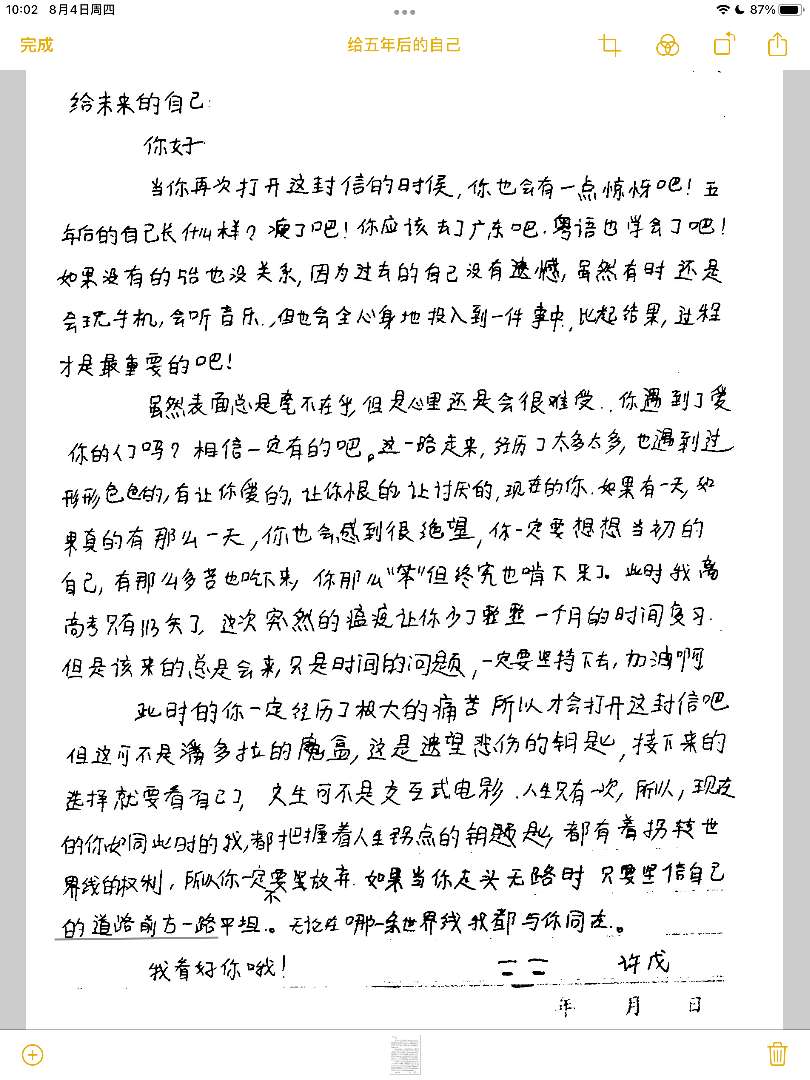 10:02 8月4日周四
87%
完成
给五年后的自己
给未来的自己:
你好
当你再次打开这封信的时候,你也会有一点惊讶吧!五
年后的自己长什么样?瘦了吧!你应该去了广东吧.粤语也学会了吧!
如果没有的话也没关系,因为过去的自己没有遗憾,虽然有时还是
会玩手机,会听音乐.,但也会全心身地投入到一件事中,比起结果,过程
才是最重要的吧!
虽然表面总是毫不在乎,但是心里还是会很难受..你遇到了爱
你的人了吗?相信一定有的吧。这一路走来,经历了太多太多,也遇到过
形形色色的,有让你爱的,让你恨的,让讨厌的,现在的你.如果有一天,如
果真的有那么一天,你也会感到很绝望,你一定要想想当初的
自己,有那么多苦也吃下来,你那么"笨"但终究也啃下来了。此时我离
高考只有113天了,这次突然的瘟疫让你少了整整一个月的时间复习.
但是该来的总是会来,只是时间的问题,一定要坚持下去,加油啊
此时的你一定经历了极大的痛苦所以才会打开这封信吧
但这可不是潘多拉的魔盒,这是遗望悲伤的钥匙,接下来的
选择就要看自己了,人生可不是交互式电影.人生只有一次,所以,现在
的你如同此时的我,都把握着人生拐点的钥匙,都有着扭转世
界线的权利,所以你一定不要坚放弃.如果当你走头无路时只要坚信自己
的道路前方一路平坦.。无论在哪一条世界线我都与你同在.。
我看好你哦!
许戊
年 月 日